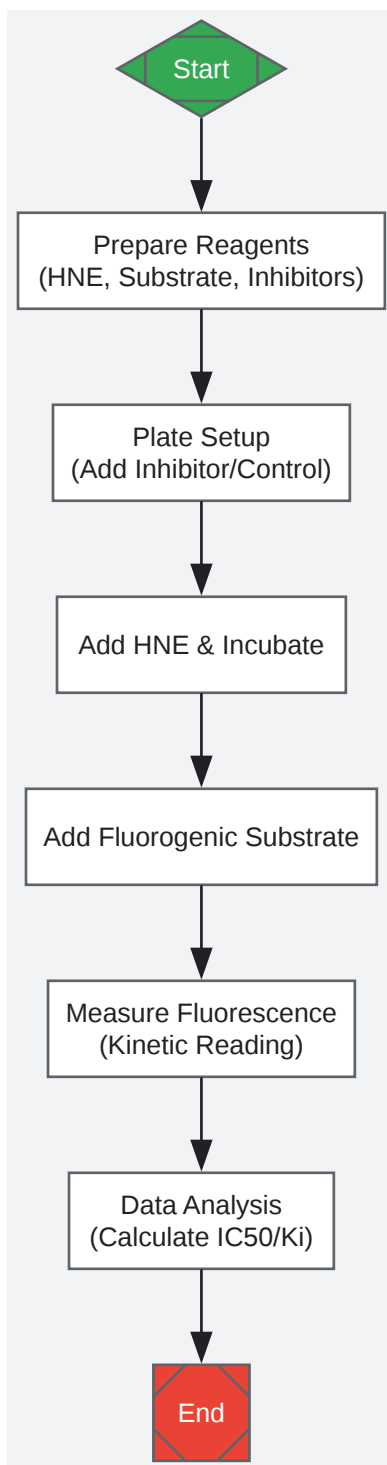 Start
Prepare Reagents
(HNE, Substrate, Inhibitors)
Plate Setup
(Add Inhibitor/Control)
Add HNE & Incubate
Add Fluorogenic Substrate
Measure Fluorescence
(Kinetic Reading)
Data Analysis
(Calculate IC50/Ki)
End